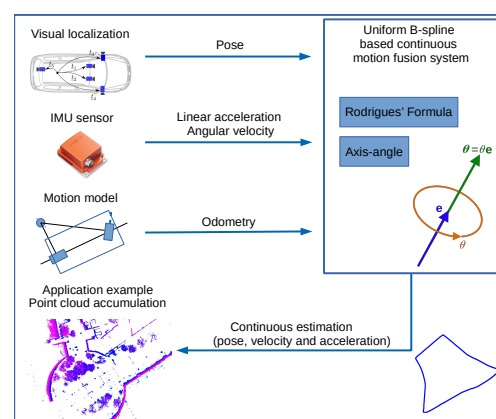 Visual localization
Pose
Uniform B-spline
based continuous
motion fusion system
IMU sensor
Linear acceleration
Angular velocity
Rodrigues' Formula
Axis-angle
θ=θe
e
θ
Motion model
Odometry
Application example
Point cloud accumulation
Continuous estimation
(pose, velocity and acceleration)